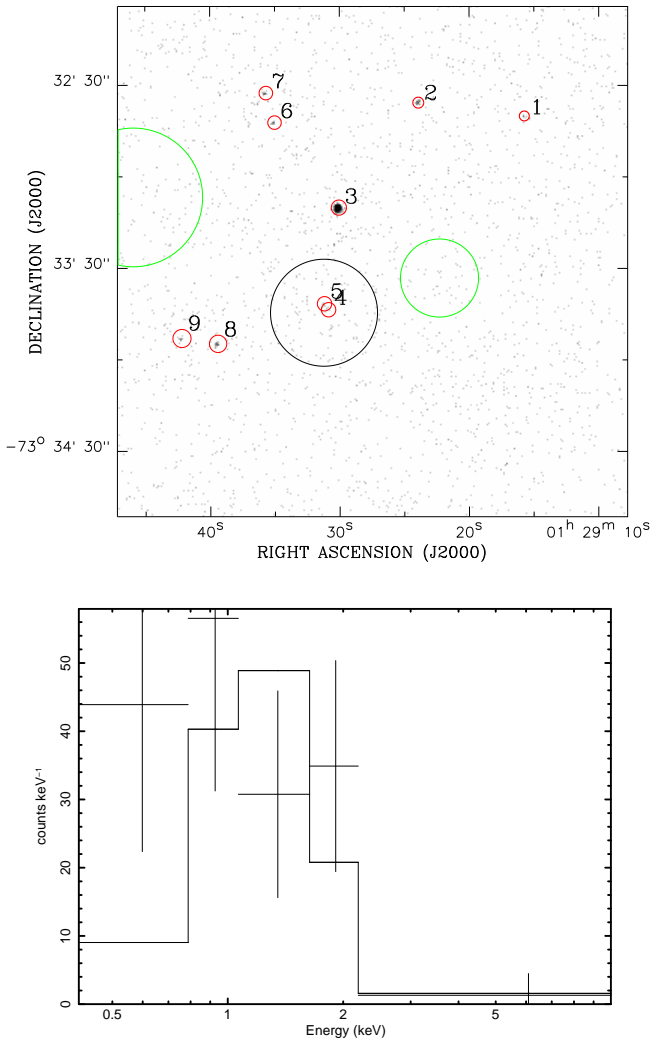 32' 30''
7
2
6
1
3
33' 30''
5
4
9
8
−73° 34' 30''
DECLINATION (J2000)
40ˢ 30ˢ 20ˢ 01ʰ 29ᵐ 10ˢ
RIGHT ASCENSION (J2000)
50
40
30
20
10
0
counts keV⁻¹
0.5 1 2 5
Energy (keV)